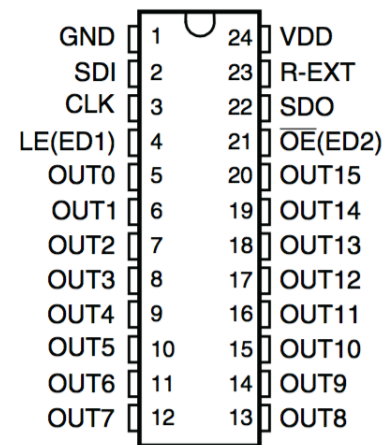 GND 1 24 VDD
SDI 2 23 R-EXT
CLK 3 22 SDO
LE(ED1) 4 21 O̅E̅(ED2)
OUT0 5 20 OUT15
OUT1 6 19 OUT14
OUT2 7 18 OUT13
OUT3 8 17 OUT12
OUT4 9 16 OUT11
OUT5 10 15 OUT10
OUT6 11 14 OUT9
OUT7 12 13 OUT8